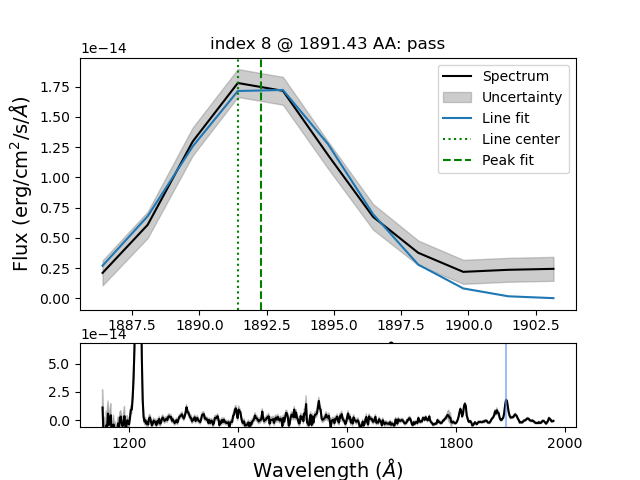 index 8 @ 1891.43 AA: pass
1e−14
Flux (erg/cm²/s/Å)
1.75
1.50
1.25
1.00
0.75
0.50
0.25
0.00
Spectrum
Uncertainty
Line fit
Line center
Peak fit
1887.5 1890.0 1892.5 1895.0 1897.5 1900.0 1902.5
1e−14
5.0
2.5
0.0
1200 1400 1600 1800 2000
Wavelength (Å)